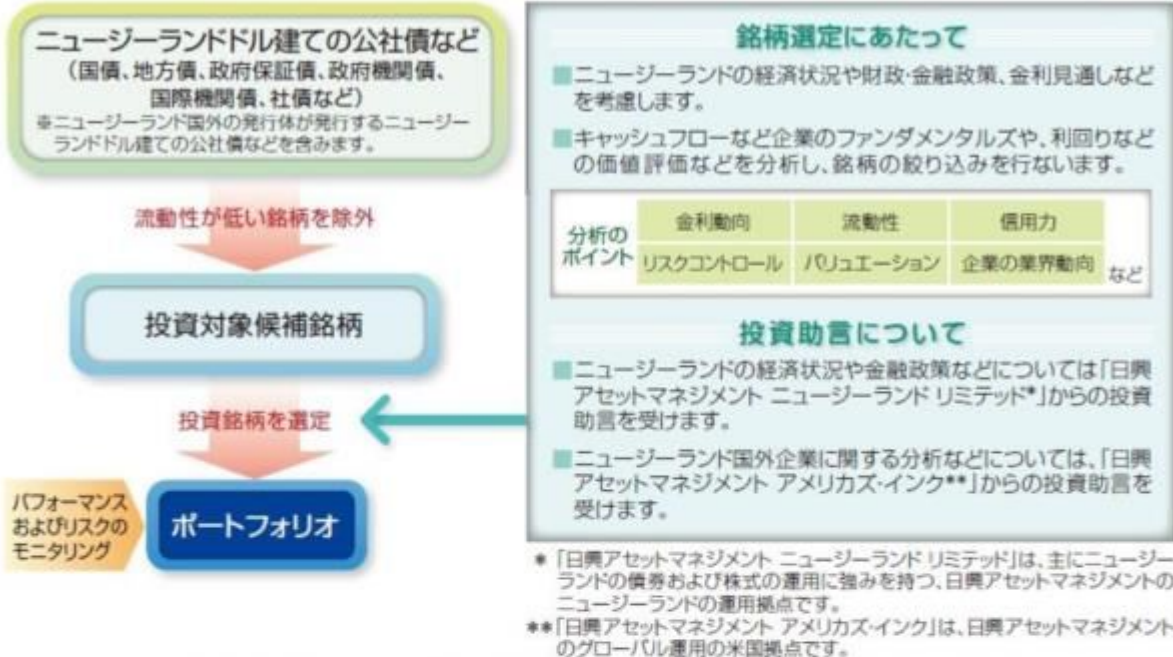 ニュージーランドドル建ての公社債など
（国債、地方債、政府保証債、政府機関債、
国際機関債、社債など）
※ニュージーランド国外の発行体が発行するニュージー
ランドドル建ての公社債などを含みます。
流動性が低い銘柄を除外
投資対象候補銘柄
投資銘柄を選定
パフォーマンス
およびリスクの
モニタリング
ポートフォリオ
銘柄選定にあたって
■ニュージーランドの経済状況や財政・金融政策、金利見通しなど
を考慮します。
■キャッシュフローなど企業のファンダメンタルズや、利回りなど
の価値評価などを分析し、銘柄の絞り込みを行ないます。
分析の
ポイント
金利動向 流動性 信用力
リスクコントロール バリュエーション 企業の業界動向 など
投資助言について
■ニュージーランドの経済状況や金融政策などについては「日興
アセットマネジメント ニュージーランド リミテッド*」からの投資
助言を受けます。
■ニュージーランド国外企業に関する分析などについては、「日興
アセットマネジメント アメリカズ・インク**」からの投資助言を
受けます。
* 「日興アセットマネジメント ニュージーランド リミテッド」は、主にニュージー
ランドの債券および株式の運用に強みを持つ、日興アセットマネジメントの
ニュージーランドの運用拠点です。
**「日興アセットマネジメント アメリカズ・インク」は、日興アセットマネジメント
のグローバル運用の米国拠点です。